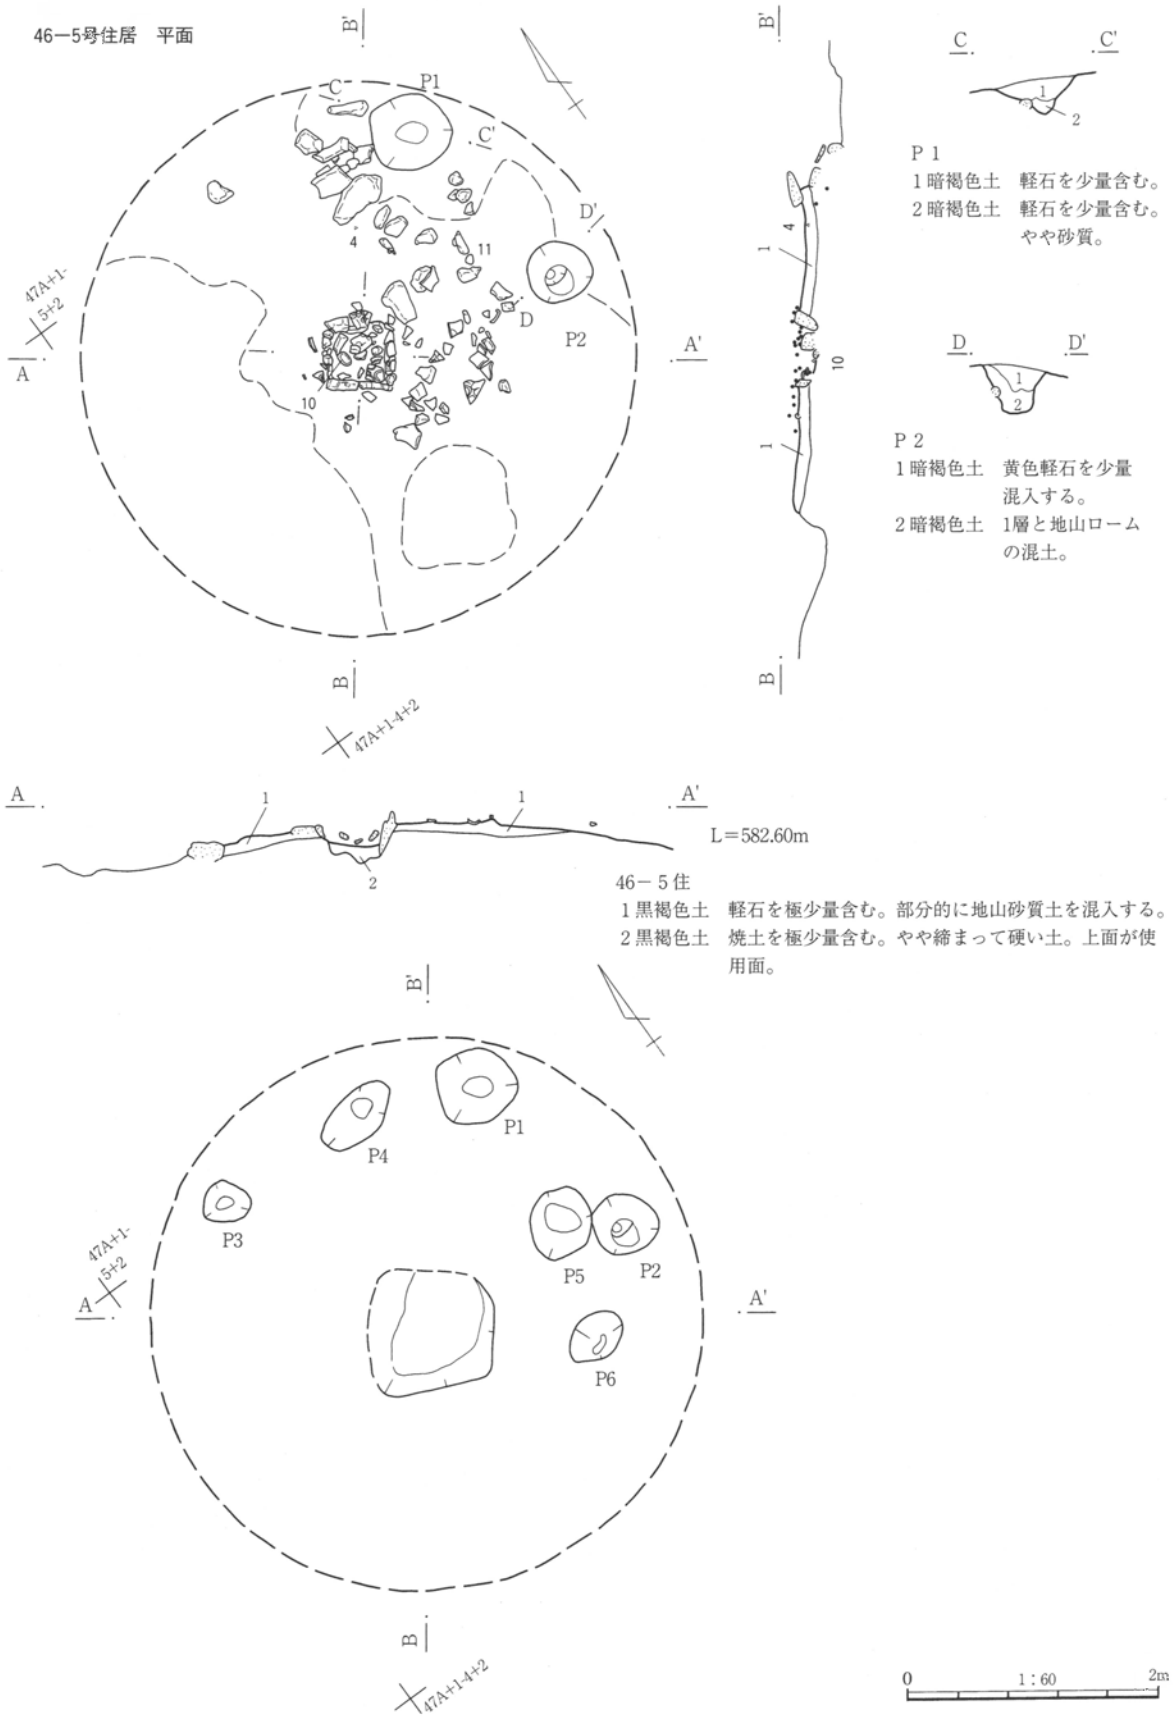 46-5号住居　平面
B'
B'
C
C'
C
P1
1
2
C'
P 1
1暗褐色土　軽石を少量含む。
2暗褐色土　軽石を少量含む。
やや砂質。
D'
4
11
4
1
47A+1-
5+2
D
P2
A
A'
10
10
D
D'
1
2
1
P 2
1暗褐色土　黄色軽石を少量
混入する。
2暗褐色土　1層と地山ローム
の混土。
B
B
47A+1-4+2
A
1
1
A'
2
L=582.60m
46-5住
1黒褐色土　軽石を極少量含む。部分的に地山砂質土を混入する。
2黒褐色土　焼土を極少量含む。やや締まって硬い土。上面が使
用面。
B'
P1
P4
P3
P5
P2
47A+1-
5+2
A
A'
P6
B
47A+1-4+2
0
1:60
2m